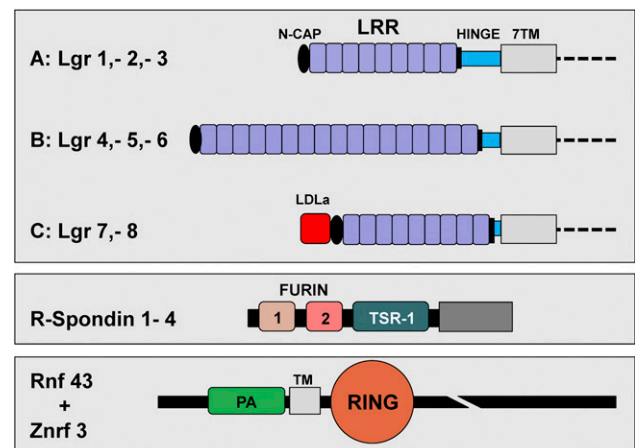 N-CAP LRR HINGE 7TM
A: Lgr 1,- 2,- 3
B: Lgr 4,- 5,- 6
LDLa
C: Lgr 7,- 8
FURIN
R-Spondin 1- 4 1 2 TSR-1
Rnf 43 TM
+ PA RING
Znrf 3